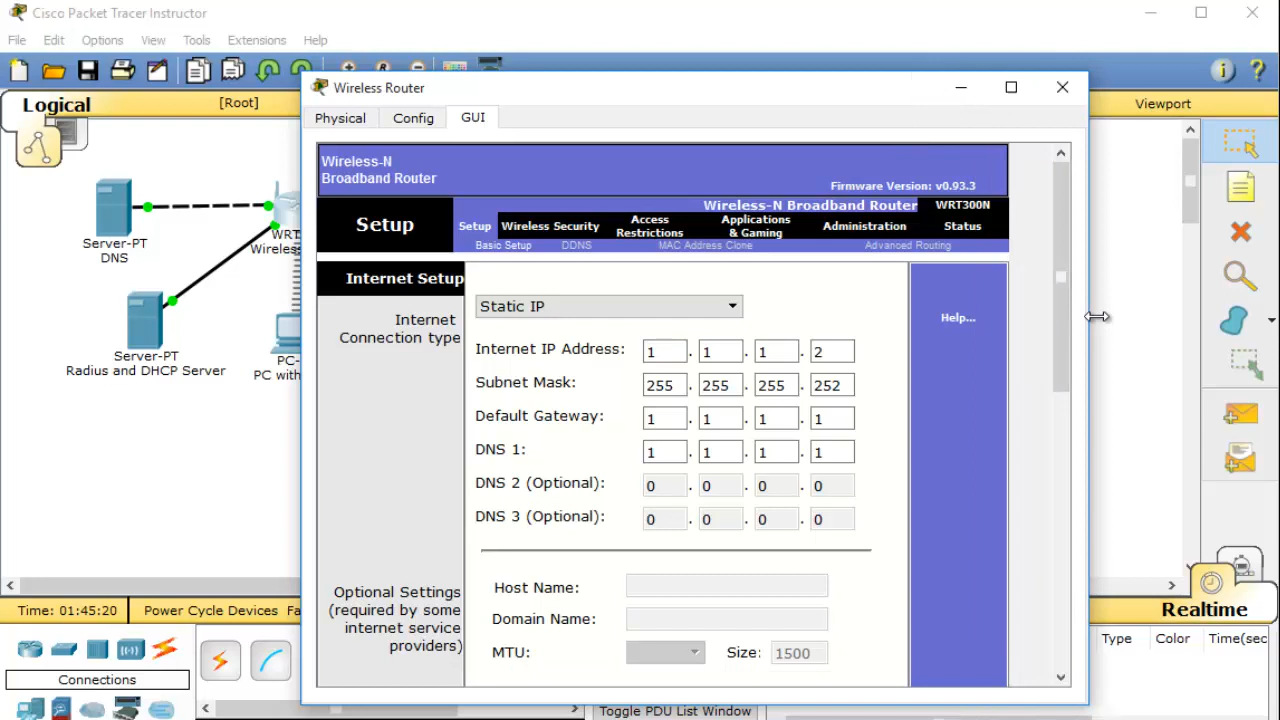 Cisco Packet Tracer Instructor
File Edit Options View Tools Extensions Help
Logical
[Root]
Viewport
Server-PT
DNS
WRT
Wireless
Server-PT
Radius and DHCP Server
PC-
PC with
Wireless Router
Physical Config GUI
Wireless-N
Broadband Router
Firmware Version: v0.93.3
Wireless-N Broadband Router WRT300N
Setup
Setup Wireless Security Access Restrictions Applications & Gaming Administration Status
Basic Setup DDNS MAC Address Clone Advanced Routing
Internet Setup
Internet
Connection type
Static IP
Internet IP Address: 1 . 1 . 1 . 2
Subnet Mask: 255 . 255 . 255 . 252
Default Gateway: 1 . 1 . 1 . 1
DNS 1: 1 . 1 . 1 . 1
DNS 2 (Optional): 0 . 0 . 0 . 0
DNS 3 (Optional): 0 . 0 . 0 . 0
Help...
Optional Settings
(required by some
internet service
providers)
Host Name:
Domain Name:
MTU: Size: 1500
Time: 01:45:20 Power Cycle Devices Fa
Realtime
Connections
Type Color Time(sec
Toggle PDU List Window